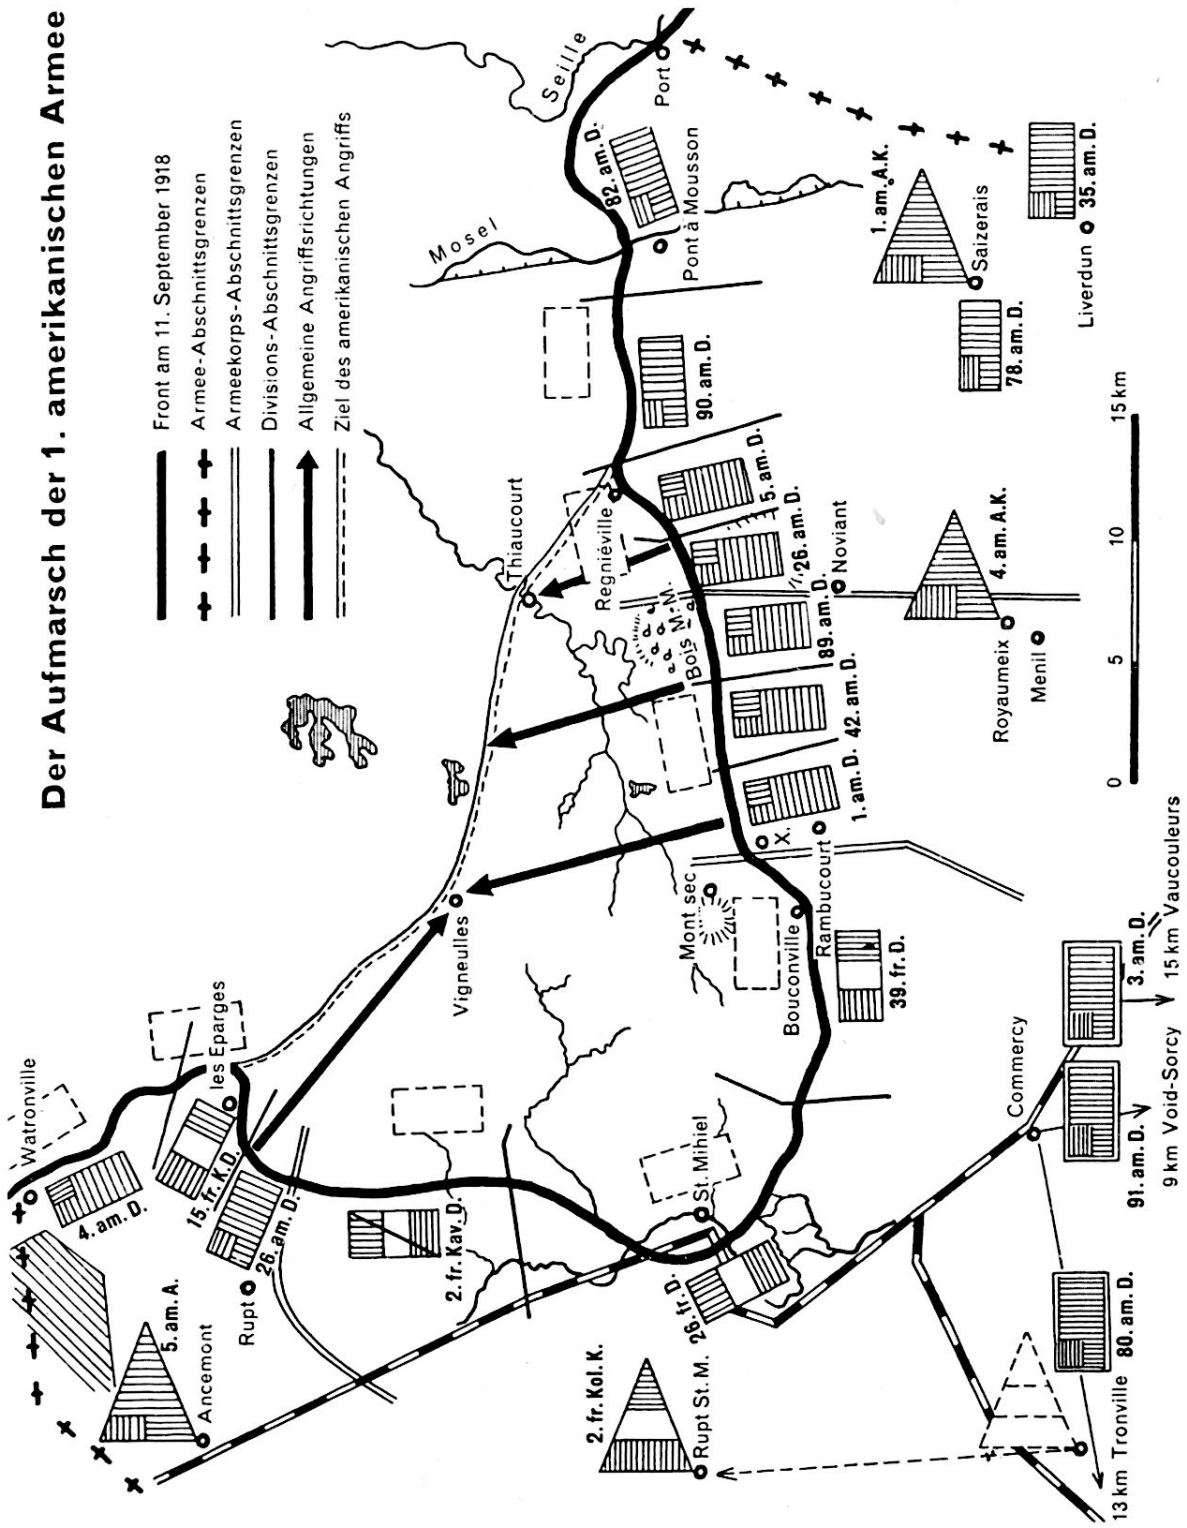 Der Aufmarsch der 1. amerikanischen Armee
Front am 11. September 1918
Armee-Abschnittsgrenzen
Armeekorps-Abschnittsgrenzen
Divisions-Abschnittsgrenzen
Allgemeine Angriffsrichtungen
Ziel des amerikanischen Angriffs
Seille
Port
Mosel
82. am. D.
Pont à Mousson
1. am. A.K.
Saizerais
35. am. D.
Liverdun
78. am. D.
90. am. D.
Thiaucourt
Regniéville
5. am. D.
26. am. D.
Noviant
89. am. D.
Bois M. M.
42. am. D.
1. am. D.
4. am. A.K.
Royaumeix
Menil
0 5 10 15 km
X.
Rambucourt
Mont sec
Bouconville
39. fr. D.
Vigneulles
les Eparges
Watronville
4. am. D.
15. fr. K.D.
26. am. D.
Rupt
5. am. A.
Ancemont
2. fr. Kav. D.
St. Mihiel
26. fr. D.
2. fr. Kol. K.
Rupt St. M.
Commercy
3. am. D.
15 km Vaucouleurs
91. am. D.
9 km Void-Sorcy
80. am. D.
13 km Tronville